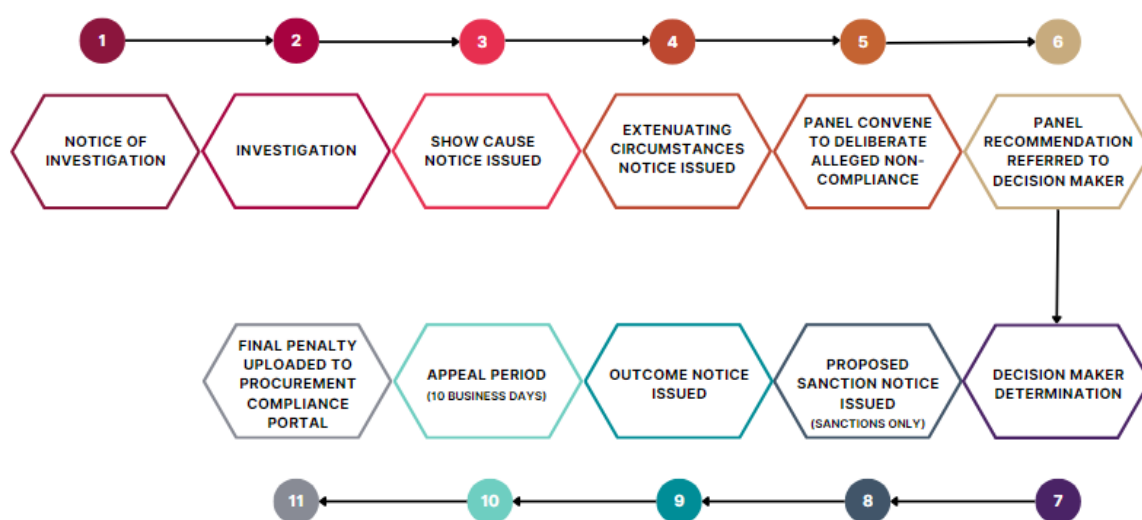 1
2
3
4
5
6
NOTICE OF
INVESTIGATION
INVESTIGATION
SHOW CAUSE
NOTICE ISSUED
EXTENUATING
CIRCUMSTANCES
NOTICE ISSUED
PANEL CONVENE
TO DELIBERATE
ALLEGED NON-
COMPLIANCE
PANEL
RECOMMENDATION
REFERRED TO
DECISION MAKER
FINAL PENALTY
UPLOADED TO
PROCUREMENT
COMPLIANCE
PORTAL
APPEAL PERIOD
(10 BUSINESS DAYS)
OUTCOME NOTICE
ISSUED
PROPOSED
SANCTION NOTICE
ISSUED
(SANCTIONS ONLY)
DECISION MAKER
DETERMINATION
11
10
9
8
7